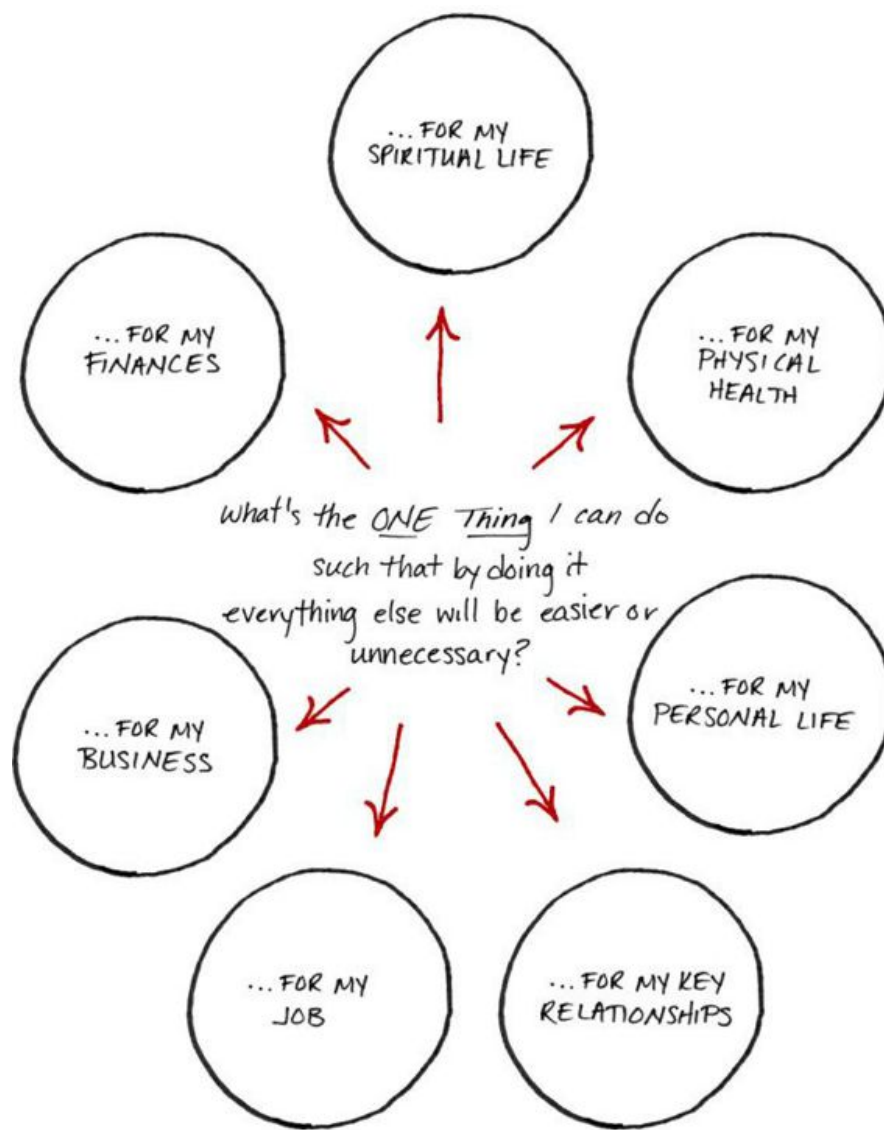 ...FOR MY
SPIRITUAL LIFE
...FOR MY
FINANCES
...FOR MY
PHYSICAL
HEALTH
what's the ONE Thing I can do
such that by doing it
everything else will be easier or
unnecessary?
...FOR MY
BUSINESS
...FOR MY
PERSONAL LIFE
...FOR MY
JOB
...FOR MY KEY
RELATIONSHIPS